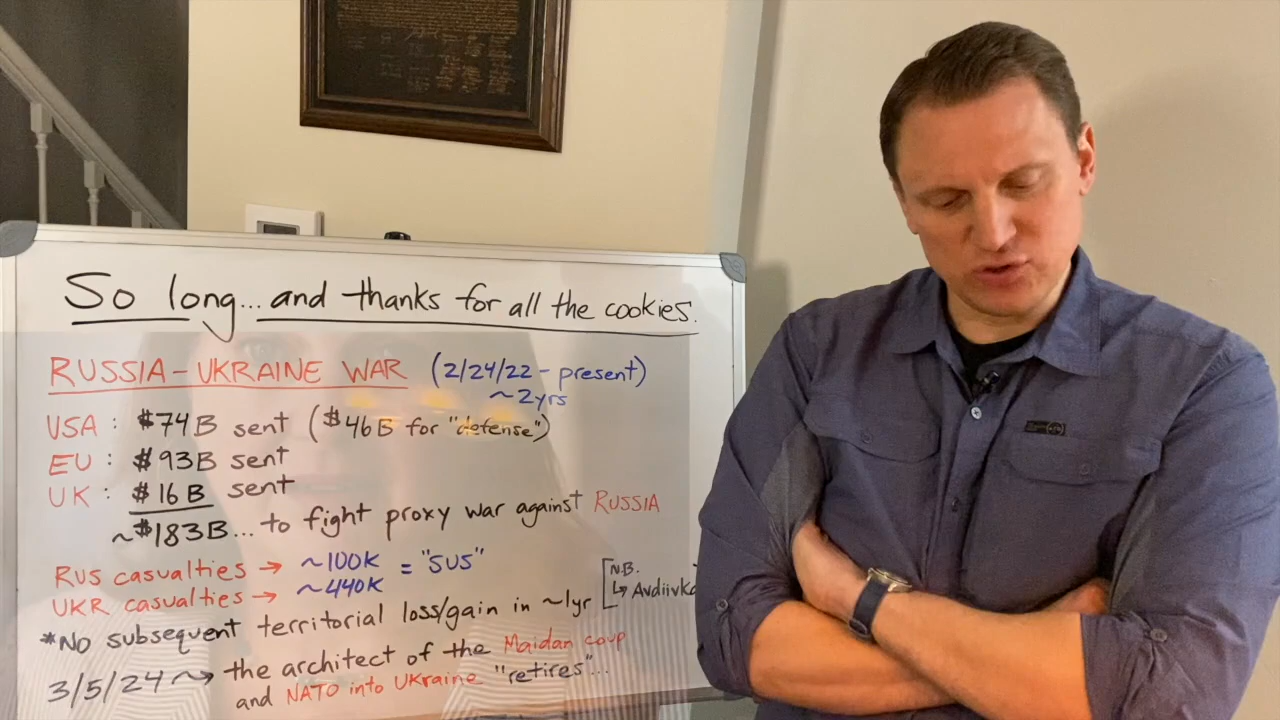 So long... and thanks for all the cookies.
RUSSIA-UKRAINE WAR (2/24/22 - present)
~2yrs
USA: $74B sent ($46B for "defense")
EU: $93B sent
UK: $16B sent
~$183B... to fight proxy war against RUSSIA
RUS casualties → ~100K = "SUS"
UKR casualties → ~440K
*No subsequent territorial loss/gain in ~1yr [N.B.
↳ Avdiivka
3/5/24 ⤳ the architect of the Maidan coup
and NATO into UKraine "retires"...